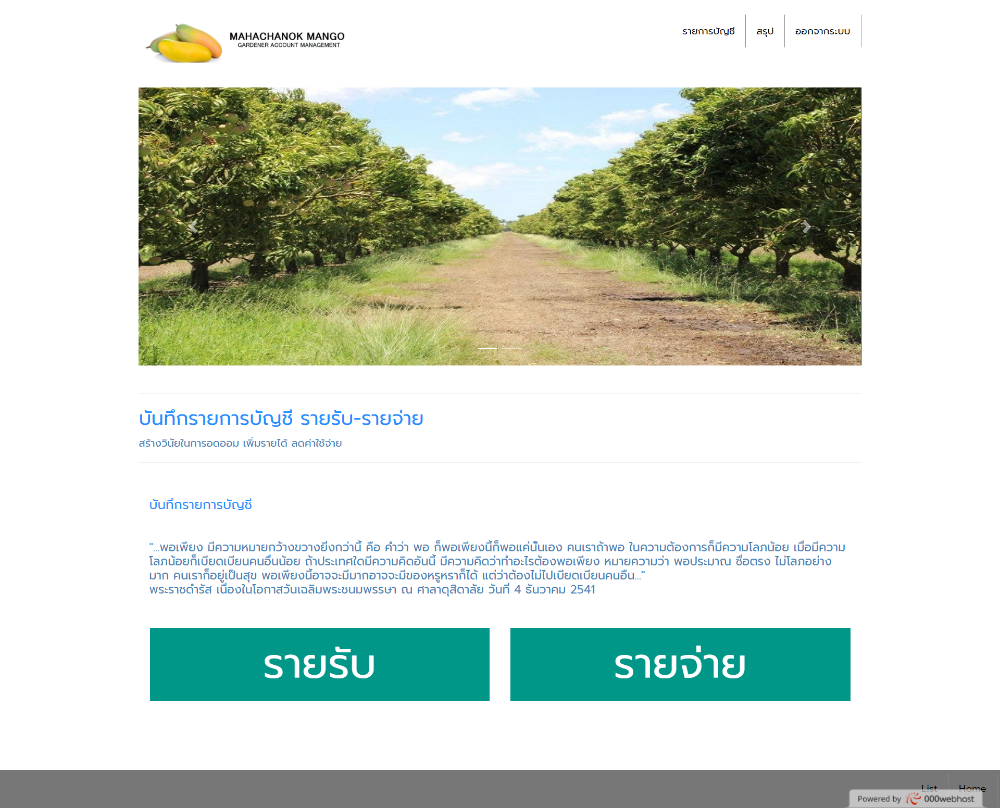 MAHACHANOK MANGO
GARDENER ACCOUNT MANAGEMENT
รายการบัญชี
สรุป
ออกจากระบบ
บันทึกรายการบัญชี รายรับ-รายจ่าย
สร้างวินัยในการอดออม เพิ่มรายได้ ลดค่าใช้จ่าย
บันทึกรายการบัญชี
"...พอเพียง มีความหมายกว้างขวางยิ่งกว่านี้ คือ คำว่า พอ ก็พอเพียงนี้ก็พอแค่นั้นเอง คนเราถ้าพอ ในความต้องการก็มีความโลภน้อย เมื่อมีความ
โลภน้อยก็เบียดเบียนคนอื่นน้อย ถ้าประเทศใดมีความคิดอันนี้ มีความคิดว่าทำอะไรต้องพอเพียง หมายความว่า พอประมาณ ซื่อตรง ไม่โลภอย่าง
มาก คนเราก็อยู่เป็นสุข พอเพียงนี้อาจจะมีมากอาจจะมีของหรูหราก็ได้ แต่ว่าต้องไม่ไปเบียดเบียนคนอื่น..."
พระราชดำรัส เนื่องในโอกาสวันเฉลิมพระชนมพรรษา ณ ศาลาดุสิดาลัย วันที่ 4 ธันวาคม 2541
รายรับ
รายจ่าย
List
Home
Powered by 000webhost